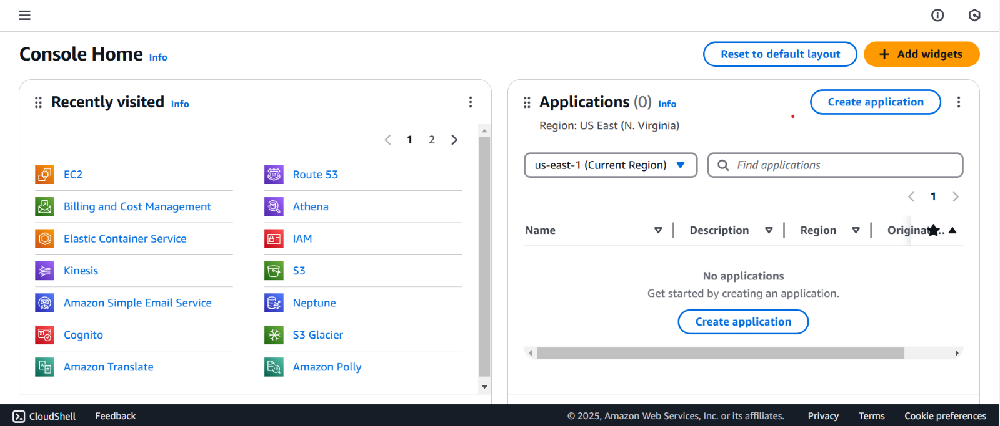 Console Home Info
Reset to default layout
Add widgets
Recently visited Info
1 2
EC2
Route 53
Billing and Cost Management
Athena
Elastic Container Service
IAM
Kinesis
S3
Amazon Simple Email Service
Neptune
Cognito
S3 Glacier
Amazon Translate
Amazon Polly
Applications (0) Info
Create application
Region: US East (N. Virginia)
us-east-1 (Current Region)
Find applications
1
Name Description Region Originat...
No applications
Get started by creating an application.
Create application
CloudShell Feedback © 2025, Amazon Web Services, Inc. or its affiliates. Privacy Terms Cookie preferences